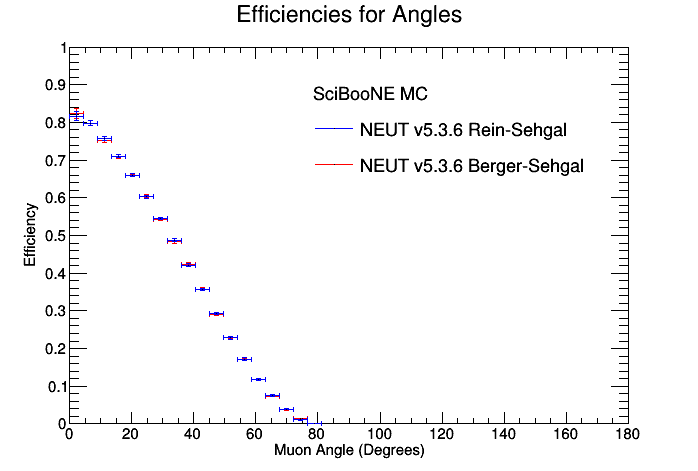 Efficiencies for Angles
1
0.9
0.8
0.7
0.6
0.5
0.4
0.3
0.2
0.1
0
Efficiency
SciBooNE MC
NEUT v5.3.6 Rein-Sehgal
NEUT v5.3.6 Berger-Sehgal
0 20 40 60 80 100 120 140 160 180
Muon Angle (Degrees)